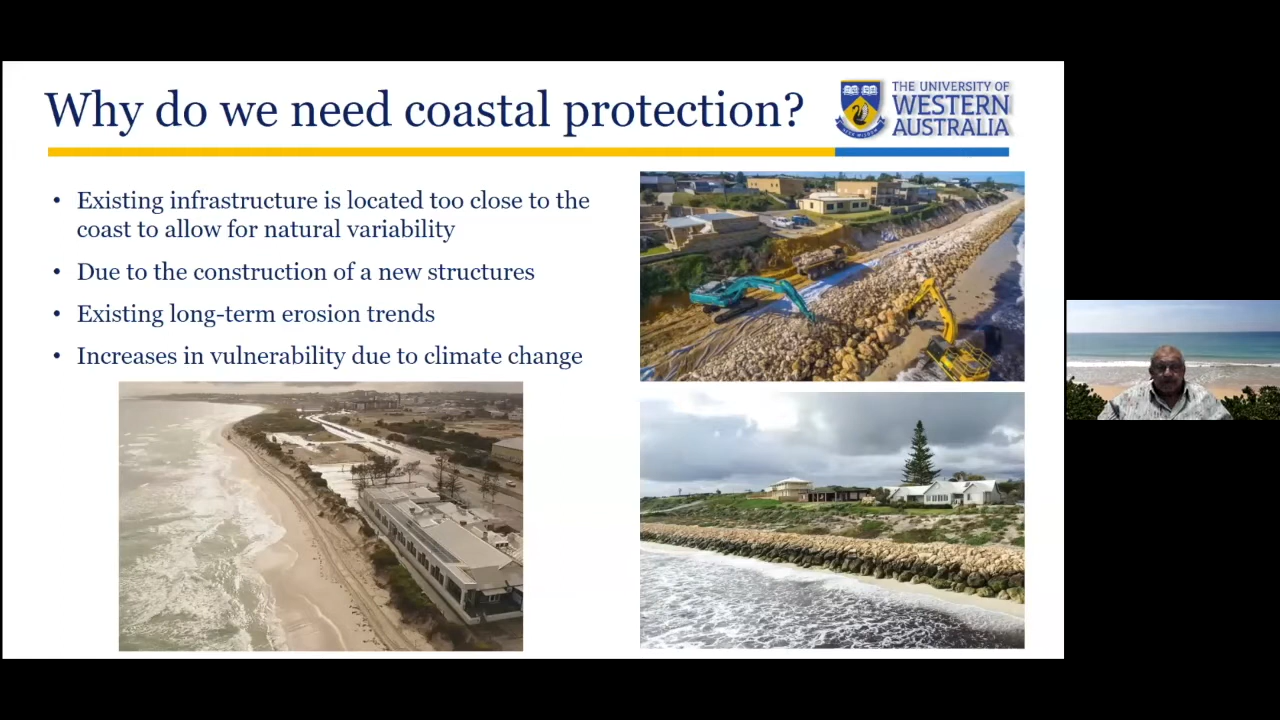 Why do we need coastal protection?
THE UNIVERSITY OF
WESTERN
AUSTRALIA
• Existing infrastructure is located too close to the
coast to allow for natural variability
• Due to the construction of a new structures
• Existing long-term erosion trends
• Increases in vulnerability due to climate change